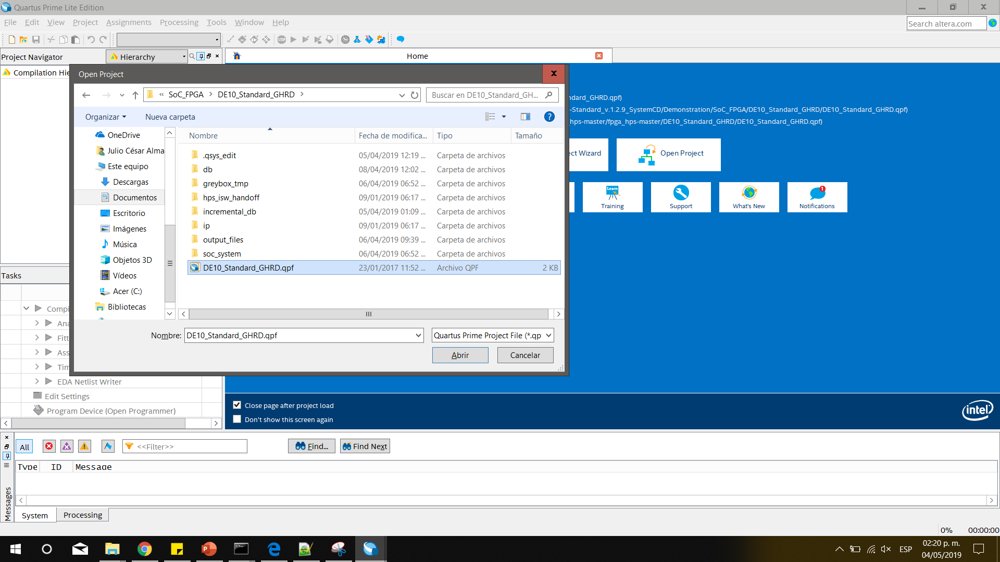 Quartus Prime Lite Edition
File Edit View Project Assignments Processing Tools Window Help
Search altera.com
Project Navigator
Hierarchy
Home
Compilation Hie
Open Project
« SoC_FPGA > DE10_Standard_GHRD >
Buscar en DE10_Standard_GH...
Organizar
Nueva carpeta
OneDrive
Julio César Alma
Este equipo
Descargas
Documentos
Escritorio
Imágenes
Música
Objetos 3D
Vídeos
Acer (C:)
Bibliotecas
Nombre Fecha de modifica... Tipo Tamaño
.qsys_edit 05/04/2019 12:19 ... Carpeta de archivos
db 08/04/2019 12:02 ... Carpeta de archivos
greybox_tmp 06/04/2019 06:52 ... Carpeta de archivos
hps_isw_handoff 09/01/2019 06:17 ... Carpeta de archivos
incremental_db 05/04/2019 01:09 ... Carpeta de archivos
ip 09/01/2019 06:17 ... Carpeta de archivos
output_files 06/04/2019 09:39 ... Carpeta de archivos
soc_system 06/04/2019 06:52 ... Carpeta de archivos
DE10_Standard_GHRD.qpf 23/01/2017 11:52 ... Archivo QPF 2 KB
Nombre: DE10_Standard_GHRD.qpf
Quartus Prime Project File (*.qp
Abrir
Cancelar
ndard_GHRD.qpf)
-Standard_v.1.2.9_SystemCD/Demonstration/SoC_FPGA/DE10_Standard_GHRD/DE10_Standard_GHRD.qpf)
_hps-master/fpga_hps-master/DE10_Standard_GHRD/DE10_Standard_GHRD.qpf)
ect Wizard
Open Project
Learn
Training
Support
What's New
1
Notifications
Tasks
Compi
Ana
Fitt
Ass
Tim
EDA Netlist Writer
Edit Settings
Program Device (Open Programmer)
Close page after project load
Don't show this screen again
intel
All
<<Filter>>
Find...
Find Next
Type ID Message
Messages
System
Processing
0% 00:00:00
ESP
02:20 p. m.
04/05/2019